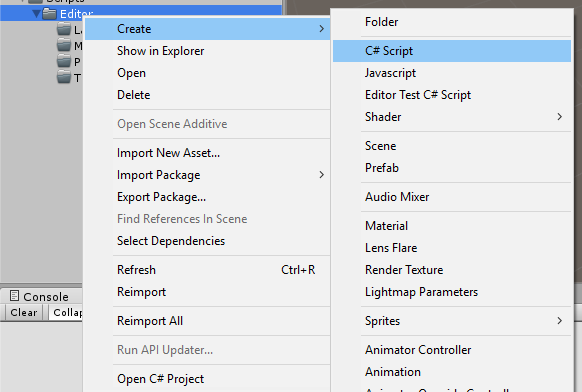 Editor
Create
Show in Explorer
Open
Delete
Open Scene Additive
Import New Asset...
Import Package
Export Package...
Find References In Scene
Select Dependencies
Refresh Ctrl+R
Reimport
Reimport All
Run API Updater...
Open C# Project
Folder
C# Script
Javascript
Editor Test C# Script
Shader
Scene
Prefab
Audio Mixer
Material
Lens Flare
Render Texture
Lightmap Parameters
Sprites
Animator Controller
Animation
Console
Clear